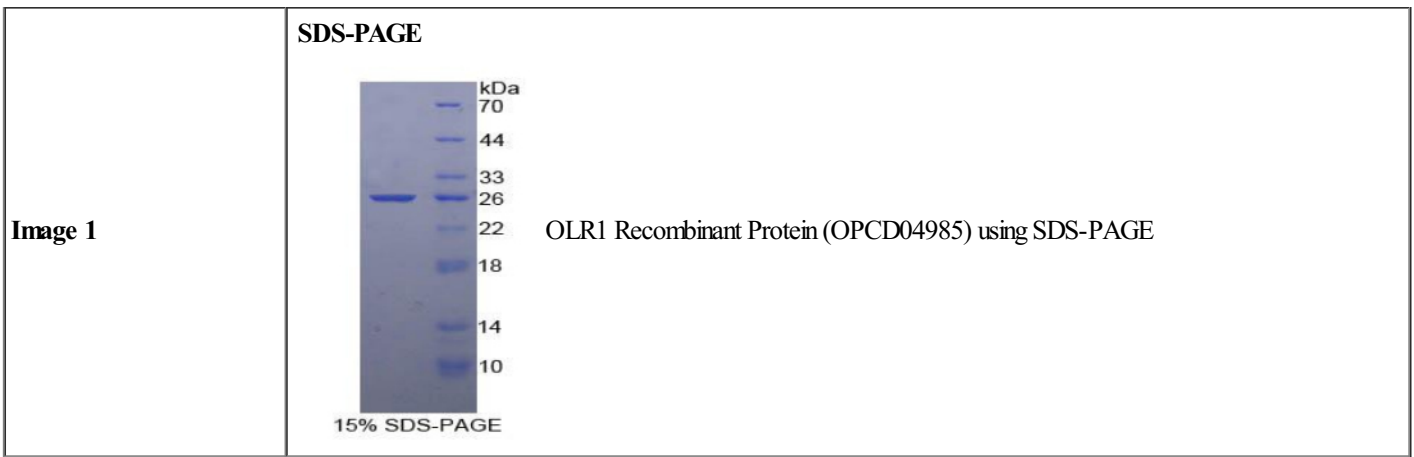 SDS-PAGE
kDa
70
44
33
26
22
18
14
10
15% SDS-PAGE
Image 1
OLR1 Recombinant Protein (OPCD04985) using SDS-PAGE